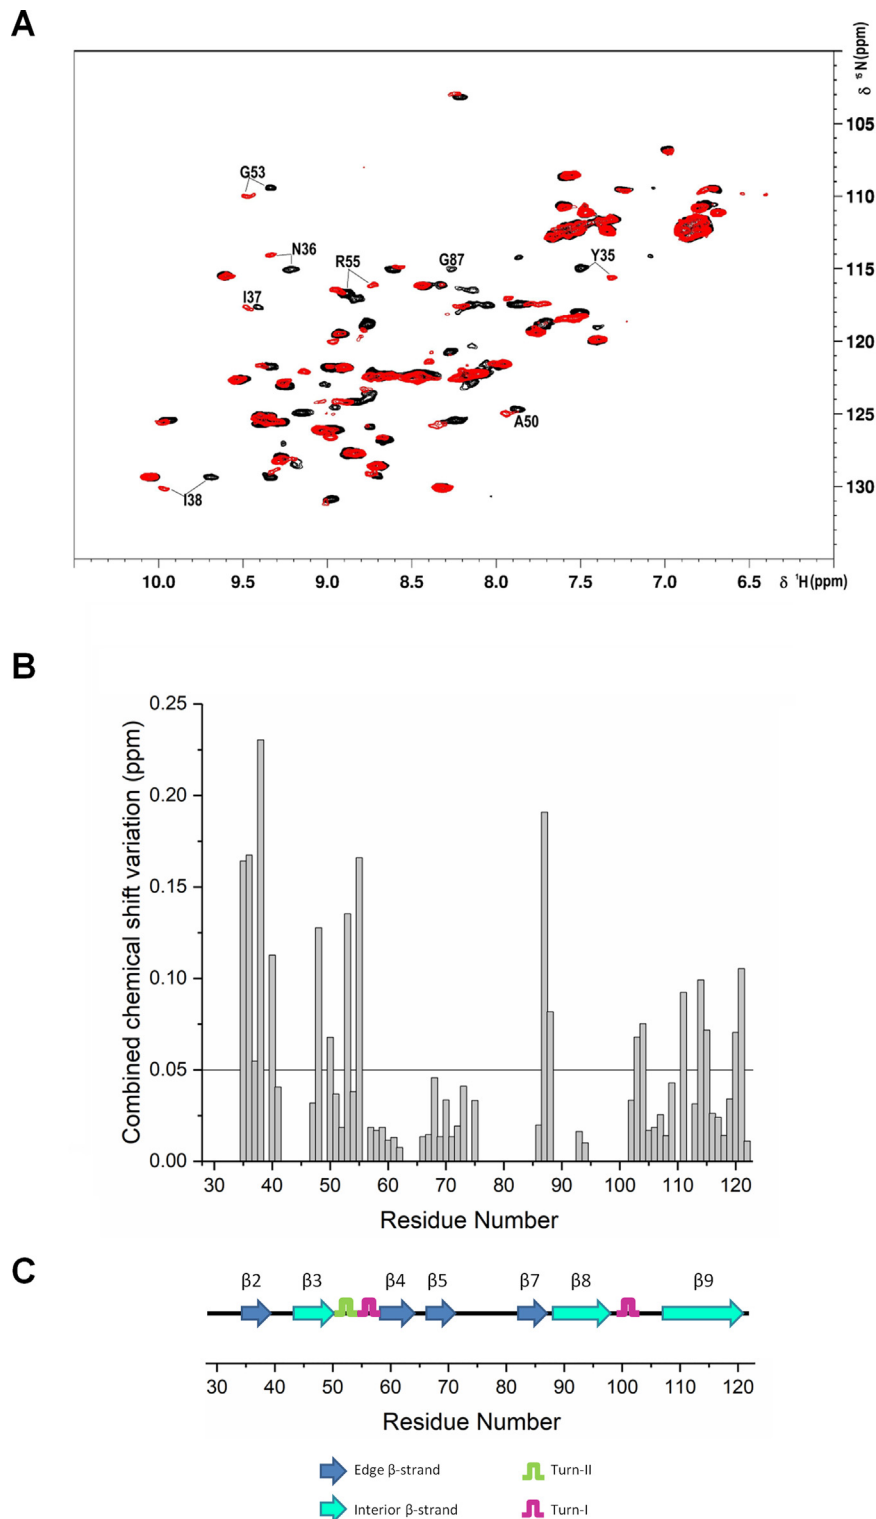 A
δ ¹⁵N(ppm)
105
G53
110
N36
R55
G87
Y35
115
I37
120
A50
125
I38
130
10.0 9.5 9.0 8.5 8.0 7.5 7.0 6.5 δ ¹H(ppm)
B
Combined chemical shift variation (ppm)
0.25
0.20
0.15
0.10
0.05
0.00
30 40 50 60 70 80 90 100 110 120
Residue Number
C
β2 β3 β4 β5 β7 β8 β9
30 40 50 60 70 80 90 100 110 120
Residue Number
Edge β-strand Turn-II
Interior β-strand Turn-I